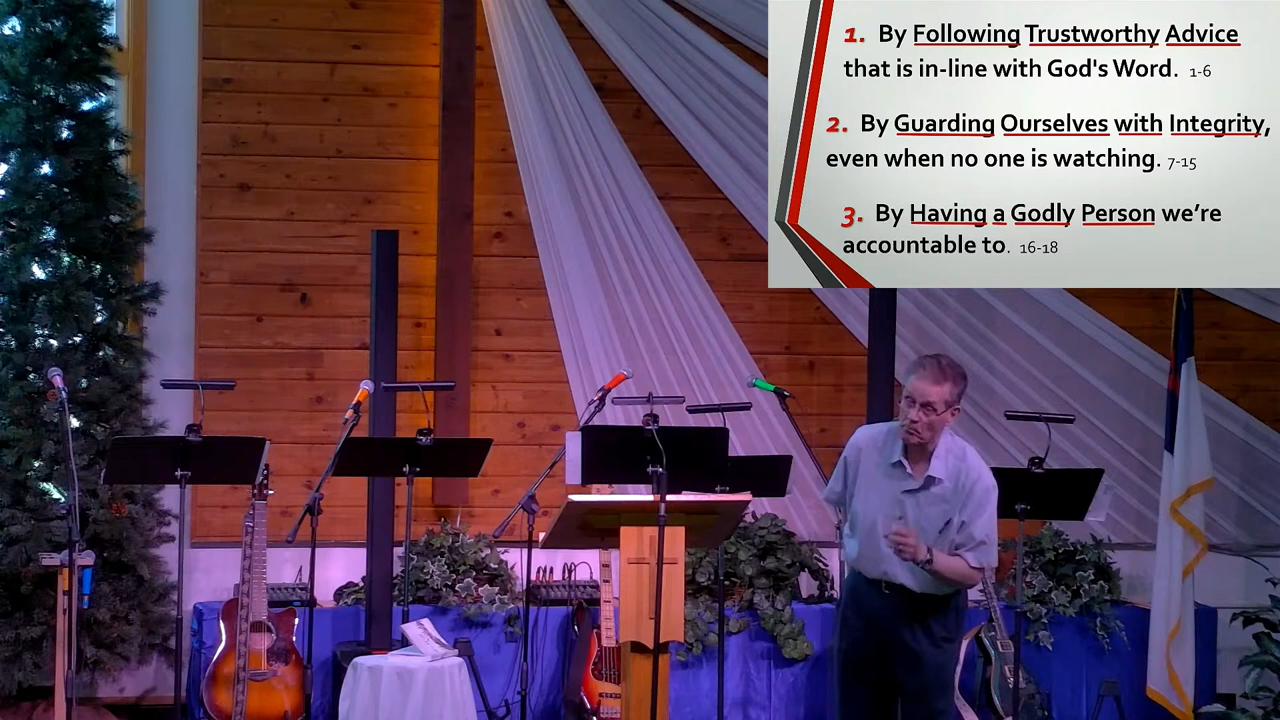 1. By Following Trustworthy Advice
that is in-line with God's Word. 1-6
2. By Guarding Ourselves with Integrity,
even when no one is watching. 7-15
3. By Having a Godly Person we’re
accountable to. 16-18